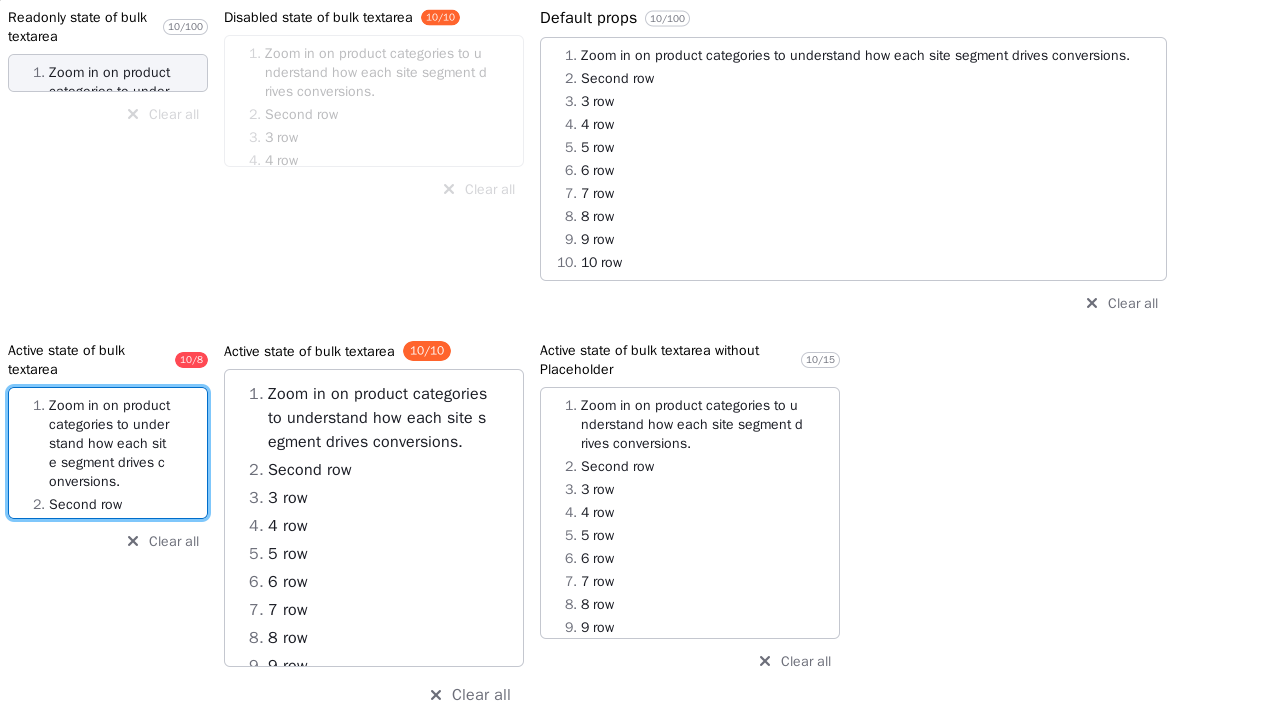 Readonly state of bulk
textarea
10/100
1. Zoom in on product
categories to under
Clear all
Disabled state of bulk textarea 10/10
1. Zoom in on product categories to u
nderstand how each site segment d
rives conversions.
2. Second row
3. 3 row
4. 4 row
Clear all
Default props 10/100
1. Zoom in on product categories to understand how each site segment drives conversions.
2. Second row
3. 3 row
4. 4 row
5. 5 row
6. 6 row
7. 7 row
8. 8 row
9. 9 row
10. 10 row
Clear all
Active state of bulk
textarea
10/8
1. Zoom in on product
categories to under
stand how each sit
e segment drives c
onversions.
2. Second row
Clear all
Active state of bulk textarea 10/10
1. Zoom in on product categories
to understand how each site s
egment drives conversions.
2. Second row
3. 3 row
4. 4 row
5. 5 row
6. 6 row
7. 7 row
8. 8 row
9. 9 row
Clear all
Active state of bulk textarea without
Placeholder
10/15
1. Zoom in on product categories to u
nderstand how each site segment d
rives conversions.
2. Second row
3. 3 row
4. 4 row
5. 5 row
6. 6 row
7. 7 row
8. 8 row
9. 9 row
Clear all